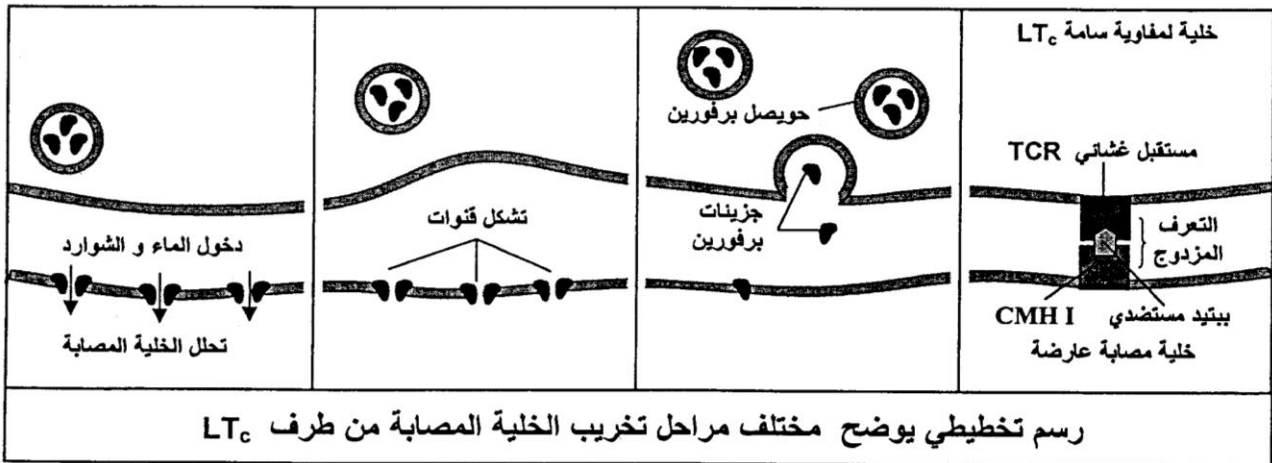 خلية لمفاوية سامة LTc
مستقبل غشائي TCR
التعرف
المزدوج
CMH I
ببتيد مستضدي
خلية مصابة عارضة
حويصل برفورين
جزيئات
برفورين
تشكل قنوات
دخول الماء و الشوارد
تحلل الخلية المصابة
رسم تخطيطي يوضح مختلف مراحل تخريب الخلية المصابة من طرف LTc